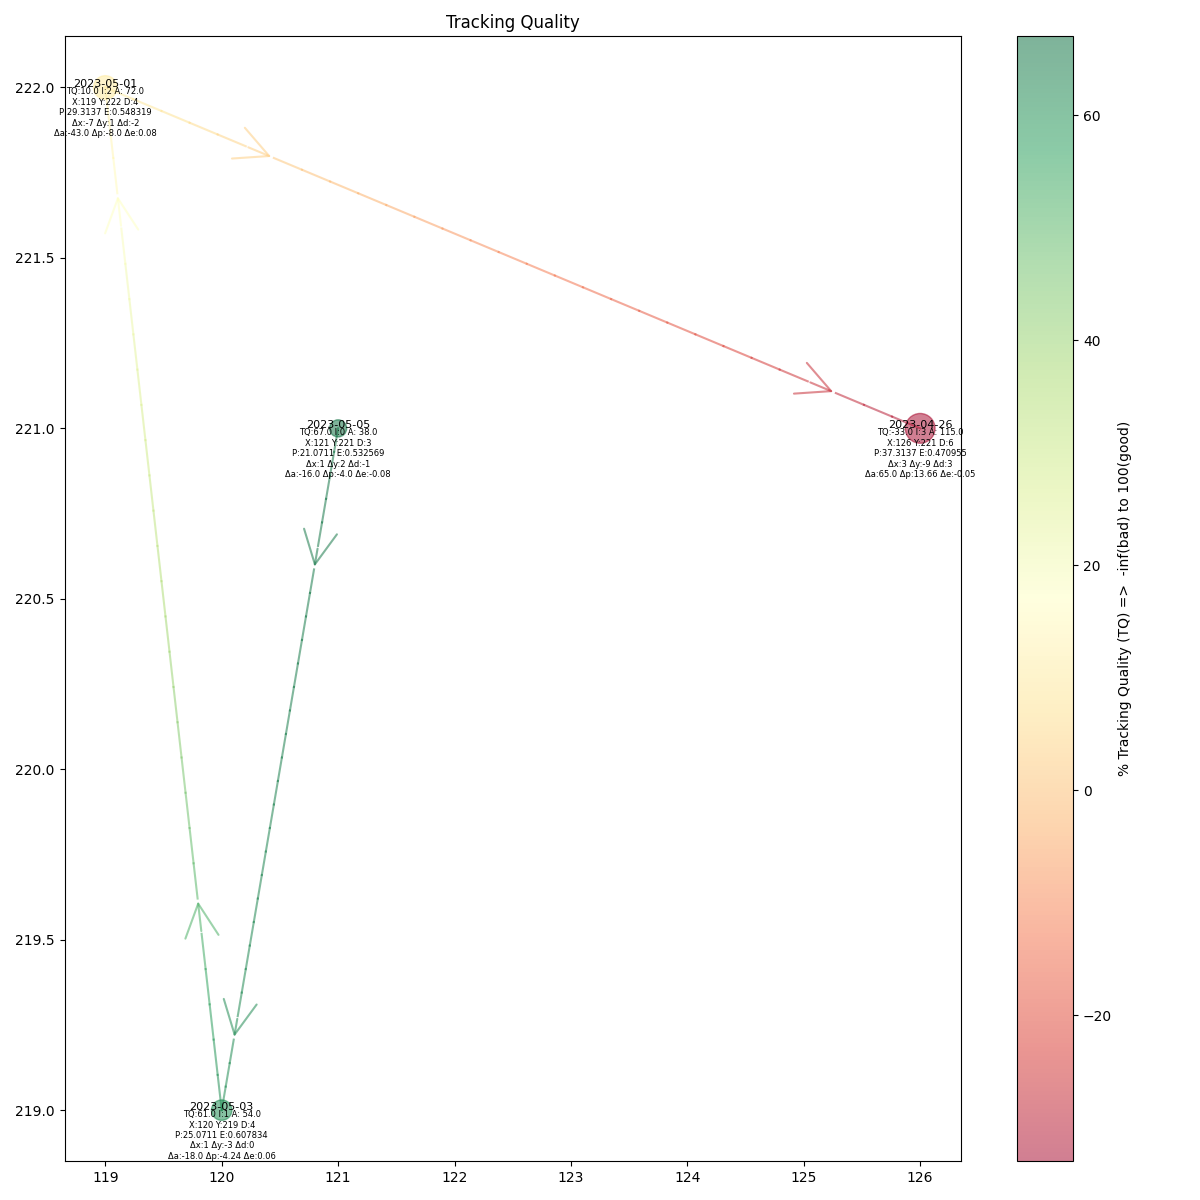 Tracking Quality
222.0
221.5
221.0
220.5
220.0
219.5
219.0
2023-05-01
TQ:10.0 I:2 A: 72.0
X:119 Y:222 D:4
P:29.3137 E:0.548319
Δx:-7 Δy:1 Δd:-2
Δa:-43.0 Δp:-8.0 Δe:0.08
2023-05-05
TQ:67.0 I:0 A: 38.0
X:121 Y:221 D:3
P:21.0711 E:0.532569
Δx:1 Δy:2 Δd:-1
Δa:-16.0 Δp:-4.0 Δe:-0.08
2023-04-26
TQ:-33.0 I:3 A: 115.0
X:126 Y:221 D:6
P:37.3137 E:0.470955
Δx:3 Δy:-9 Δd:3
Δa:65.0 Δp:13.66 Δe:-0.05
2023-05-03
TQ:61.0 I:1 A: 54.0
X:120 Y:219 D:4
P:25.0711 E:0.607834
Δx:1 Δy:-3 Δd:0
Δa:-18.0 Δp:-4.24 Δe:0.06
119 120 121 122 123 124 125 126
60
40
20
0
−20
% Tracking Quality (TQ) => -inf(bad) to 100(good)